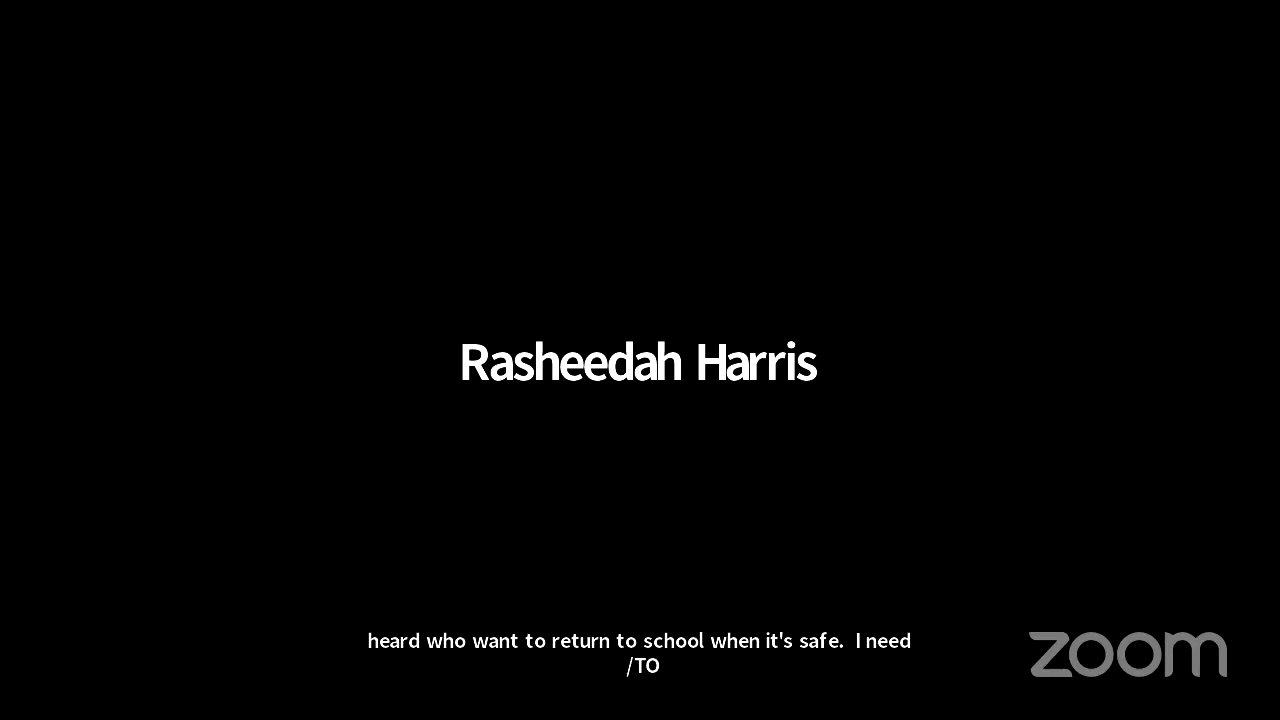 Rasheedah Harris
heard who want to return to school when it's safe.  I need
/TO
zoom